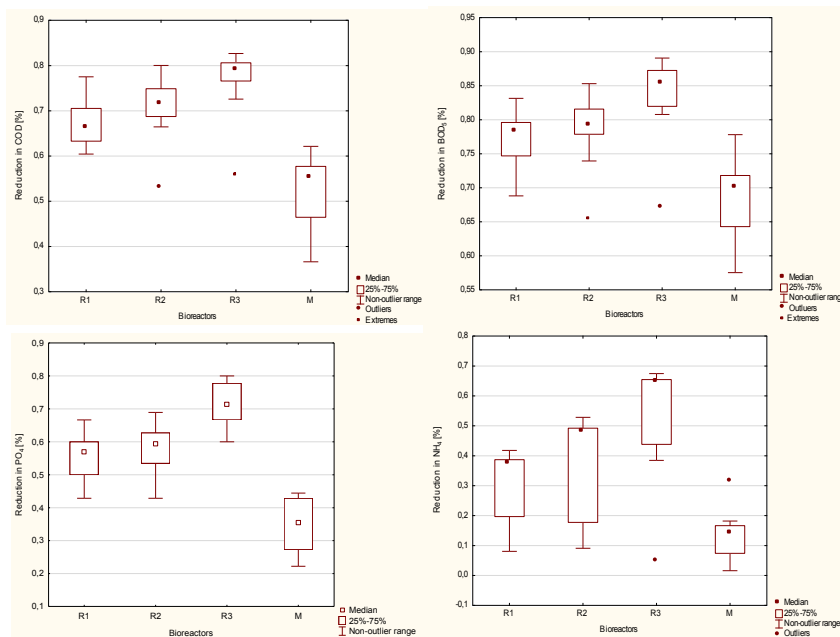 0,9
0,8
0,7
0,6
0,5
0,4
0,3
Reduction in COD [%]
R1 R2 R3 M
Bioreactors
Median
25%-75%
Non-outlier range
Outliers
Extremes
0,95
0,90
0,85
0,80
0,75
0,70
0,65
0,60
0,55
Reduction in BOD5 [%]
R1 R2 R3 M
Bioreactors
Median
25%-75%
Non-outlier range
Outluers
Extremes
0,9
0,8
0,7
0,6
0,5
0,4
0,3
0,2
0,1
Reduction in PO4 [%]
R1 R2 R3 M
Bioreactors
Median
25%-75%
Non-outlier range
0,8
0,7
0,6
0,5
0,4
0,3
0,2
0,1
0,0
-0,1
Reduction in NH4 [%]
R1 R2 R3 M
Bioreactors
Median
25%-75%
Non-outlier range
Outliers